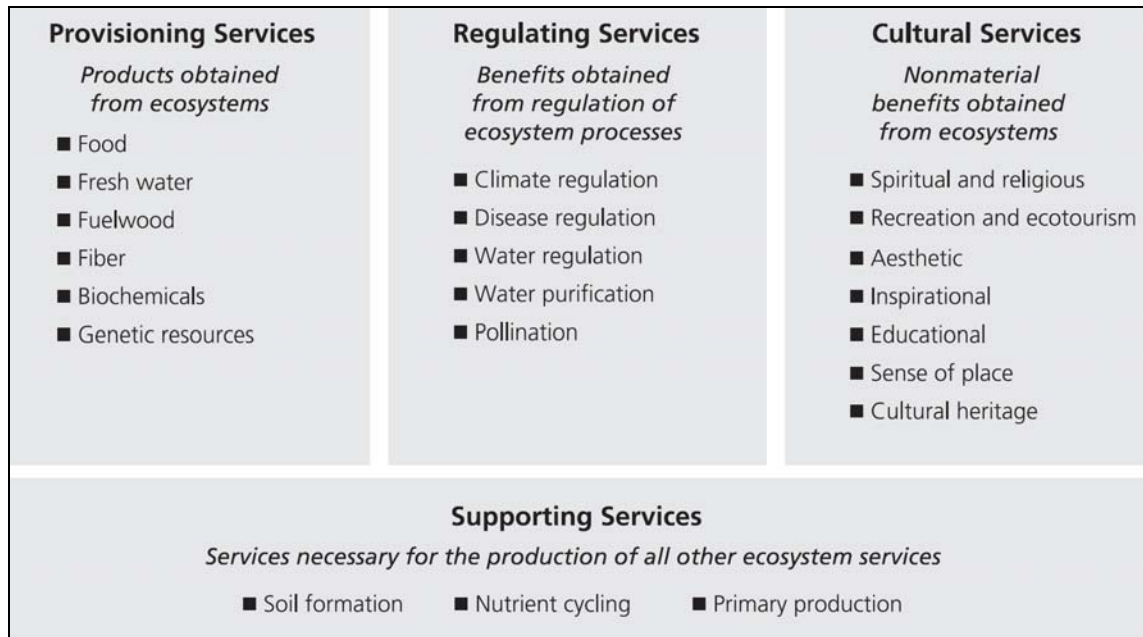 Provisioning Services
Products obtained
from ecosystems
■ Food
■ Fresh water
■ Fuelwood
■ Fiber
■ Biochemicals
■ Genetic resources
Regulating Services
Benefits obtained
from regulation of
ecosystem processes
■ Climate regulation
■ Disease regulation
■ Water regulation
■ Water purification
■ Pollination
Cultural Services
Nonmaterial
benefits obtained
from ecosystems
■ Spiritual and religious
■ Recreation and ecotourism
■ Aesthetic
■ Inspirational
■ Educational
■ Sense of place
■ Cultural heritage
Supporting Services
Services necessary for the production of all other ecosystem services
■ Soil formation ■ Nutrient cycling ■ Primary production